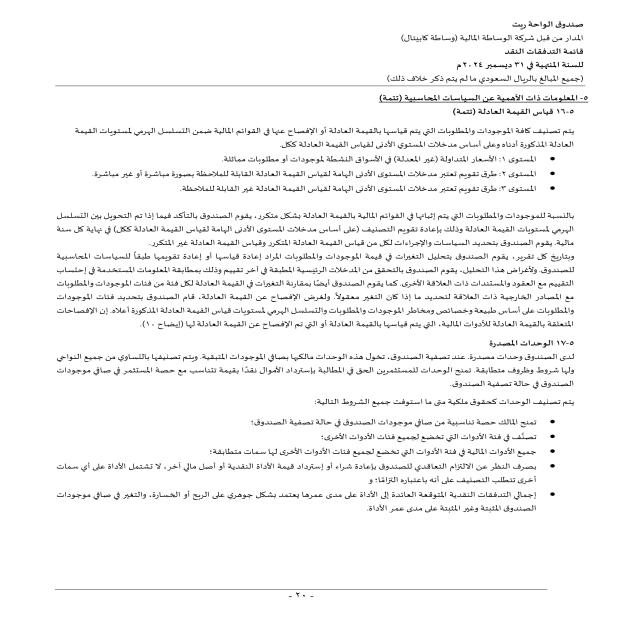 صندوق الواحة ريت
المدار من قبل شركة الوساطة المالية (وساطة كابيتال)
قائمة التدفقات النقد
للسنة المنتهية في ٣١ ديسمبر ٢٠٢٤م
(جميع المبالغ بالريال السعودي ما لم يتم ذكر خلاف ذلك)
٥- المعلومات ذات الأهمية عن السياسات المحاسبية (تتمة)
٥-١٦ قياس القيمة العادلة (تتمة)
يتم تصنيف كافة الموجودات والمطلوبات التي يتم قياسها بالقيمة العادلة أو الإفصاح عنها في القوائم المالية ضمن التسلسل الهرمي لمستويات القيمة
العادلة المذكورة أدناه وعلى أساس مدخلات المستوي الأدنى لقياس القيمة العادلة ككل.
• المستوى ١: الأسعار المتداولة (غير المعدلة) في الأسواق النشطة لموجودات أو مطلوبات مماثلة.
• المستوى ٢: طرق تقويم تعتبر مدخلات المستوى الأدنى الهامة لقياس القيمة العادلة القابلة للملاحظة بصورة مباشرة أو غير مباشرة.
• المستوى ٣: طرق تقويم تعتبر مدخلات المستوى الأدنى الهامة لقياس القيمة العادلة غير القابلة للملاحظة.
بالنسبة للموجودات والمطلوبات التي يتم إثباتها في القوائم المالية بالقيمة العادلة بشكل متكرر، يقوم الصندوق بالتأكد فيما إذا تم التحويل بين التسلسل
الهرمي لمستويات القيمة العادلة وذلك بإعادة تقويم التصنيف (على أساس مدخلات المستوى الأدنى الهامة لقياس القيمة العادلة ككل) في نهاية كل سنة
مالية. يقوم الصندوق بتحديد السياسات والإجراءات لكل من قياس القيمة العادلة المتكرر وقياس القيمة العادلة غير المتكرر.
وبتاريخ كل تقرير، يقوم الصندوق بتحليل التغيرات في قيمة الموجودات والمطلوبات المراد إعادة قياسها أو إعادة تقويمها طبقاً للسياسات المحاسبية
للصندوق. ولأغراض هذا التحليل، يقوم الصندوق بالتحقق من المدخلات الرئيسية المطبقة في آخر تقييم وذلك بمطابقة المعلومات المستخدمة في إحتساب
التقييم مع العقود والمستندات ذات العلاقة الأخرى. كما يقوم الصندوق أيضًا بمقارنة التغيرات في القيمة العادلة لكل فئة من فئات الموجودات والمطلوبات
مع المصادر الخارجية ذات العلاقة لتحديد ما إذا كان التغير معقولاً. ولغرض الإفصاح عن القيمة العادلة، قام الصندوق بتحديد فئات الموجودات
والمطلوبات على أساس طبيعة وخصائص ومخاطر الموجودات والمطلوبات والتسلسل الهرمي لمستويات قياس القيمة العادلة المذكورة أعلاه. إن الإفصاحات
المتعلقة بالقيمة العادلة للأدوات المالية، التي يتم قياسها بالقيمة العادلة أو التي تم الإفصاح عن القيمة العادلة لها (إيضاح ١٠).
٥-١٧ الوحدات المصدرة
لدى الصندوق وحدات مصدرة. عند تصفية الصندوق، تخول هذه الوحدات مالكها بصافي الموجودات المتبقية. ويتم تصنيفها بالتساوي من جميع النواحي
ولها شروط وظروف متطابقة. تمنح الوحدات للمستثمرين الحق في المطالبة بإسترداد الأموال نقدًا بقيمة تتناسب مع حصة المستثمر في صافي موجودات
الصندوق في حالة تصفية الصندوق.
يتم تصنيف الوحدات كحقوق ملكية متى ما استوفت جميع الشروط التالية:
• تمنح المالك حصة تناسبية من صافي موجودات الصندوق في حالة تصفية الصندوق؛
• تصنّف في فئة الأدوات التي تخضع لجميع فئات الأدوات الأخرى؛
• جميع الأدوات المالية في فئة الأدوات التي تخضع لجميع فئات الأدوات الأخرى لها سمات متطابقة؛
• بصرف النظر عن الالتزام التعاقدي للصندوق بإعادة شراء أو إسترداد قيمة الأداة النقدية أو أصل مالي آخر، لا تشتمل الأداة على أي سمات
أخرى تتطلب التصنيف على أنه باعتباره التزامًا؛ و
• إجمالي التدفقات النقدية المتوقعة العائدة إلى الأداة على مدى عمرها يعتمد بشكل جوهري على الربح أو الخسارة، والتغير في صافي موجودات
الصندوق المثبتة وغير المثبتة على مدى عمر الأداة.
- ٢٠ -